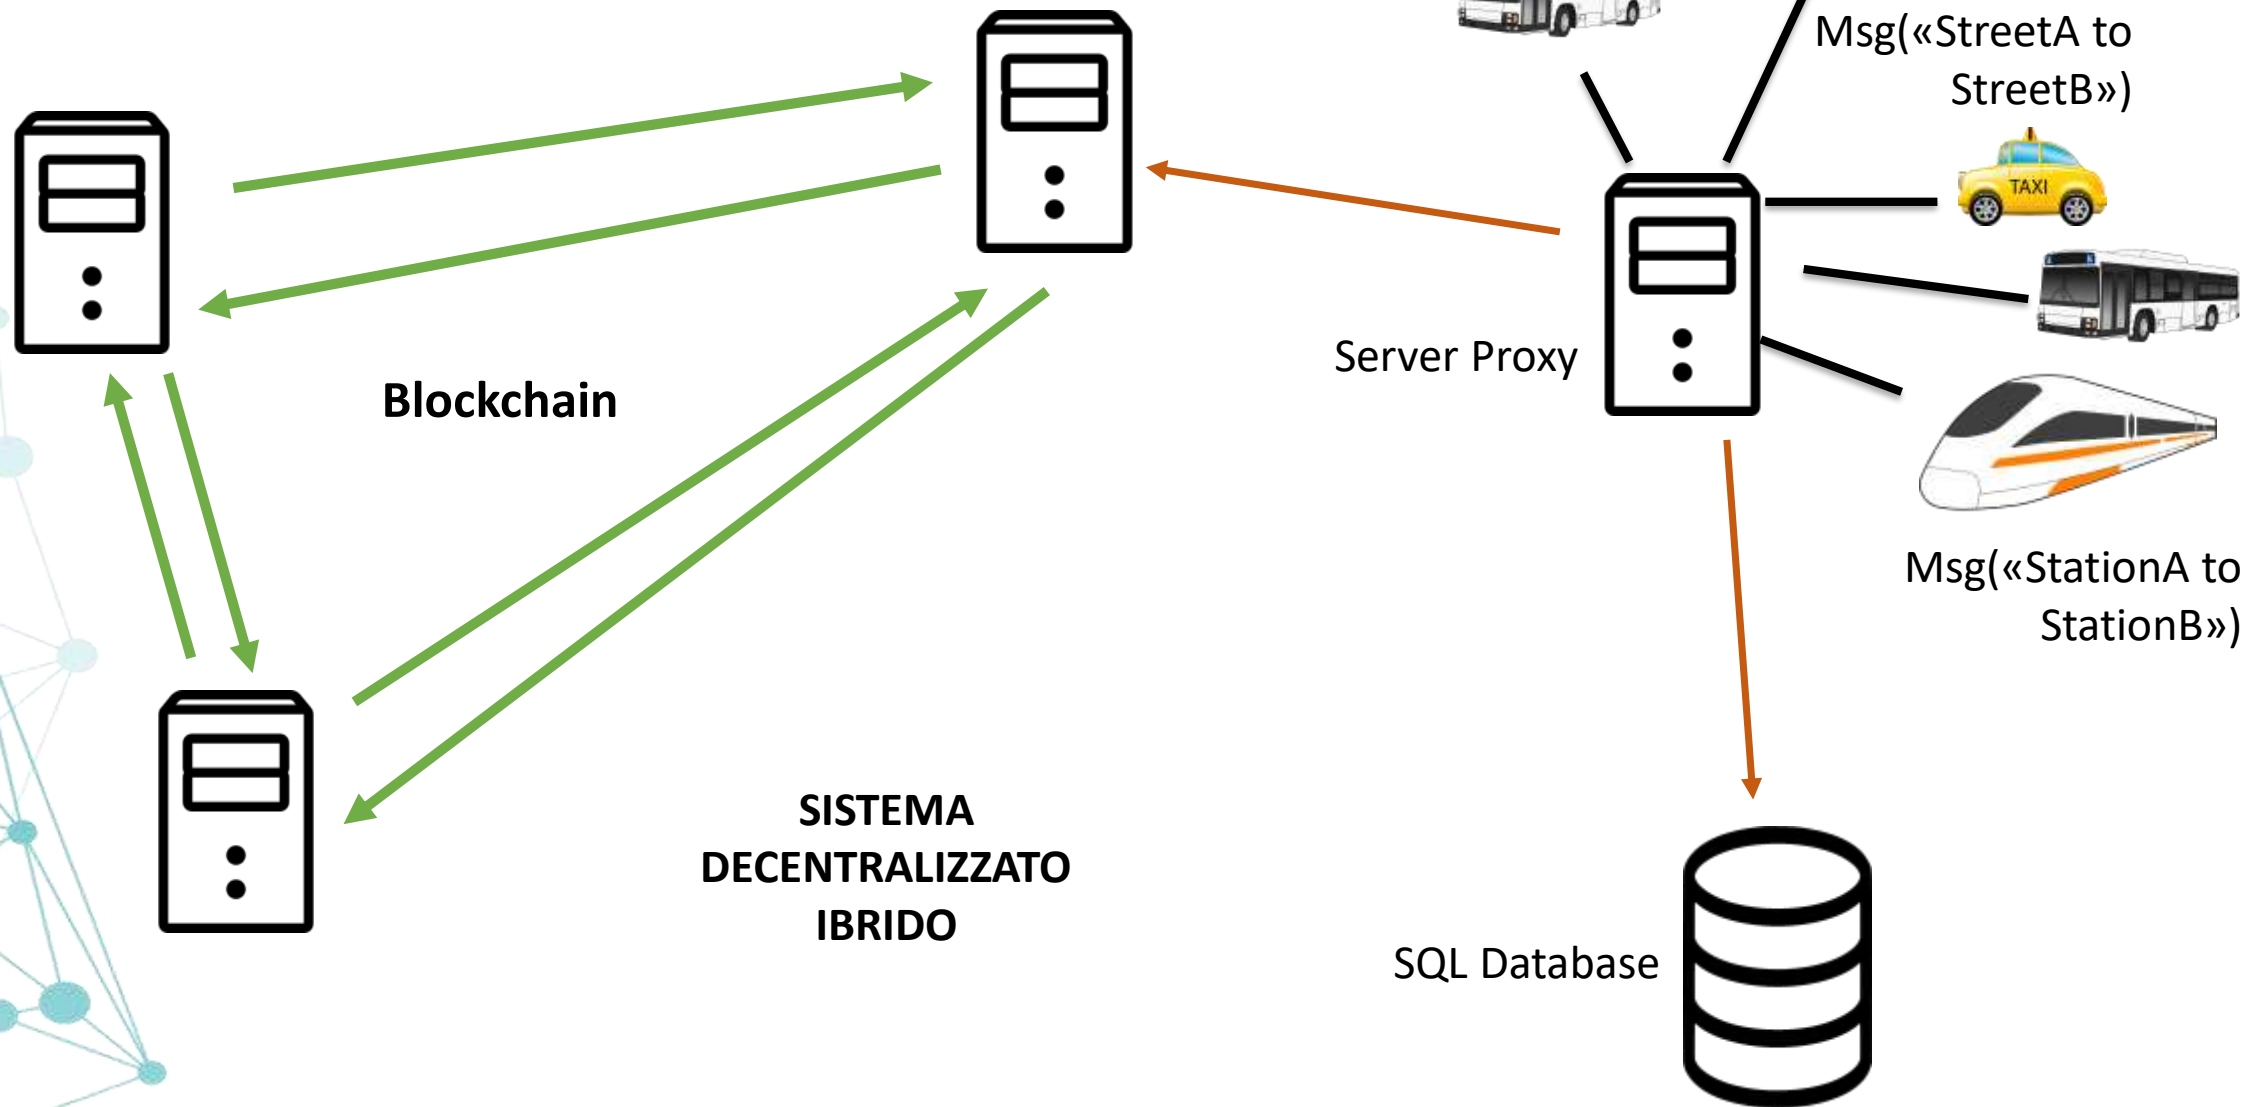 Msg(«StreetA to
StreetB»)
TAXI
Server Proxy
Blockchain
Msg(«StationA to
StationB»)
SISTEMA
DECENTRALIZZATO
IBRIDO
SQL Database